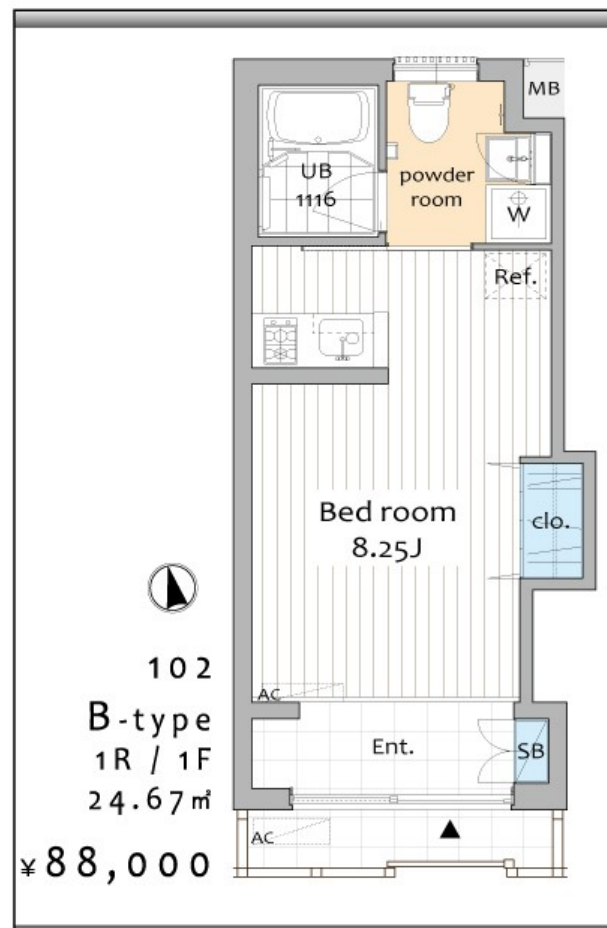 MB
UB
1116
powder
room
W
Ref.
Bed room
8.25J
clo.
AC
Ent.
SB
AC
102
B-type
1R / 1F
24.67㎡
¥88,000